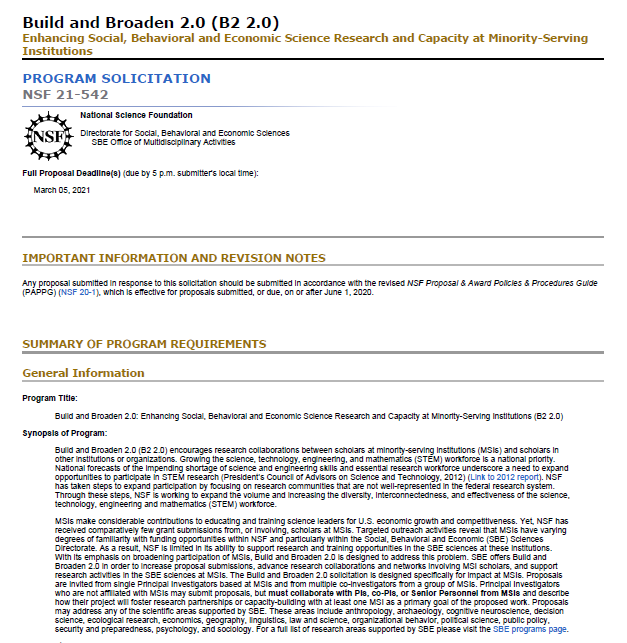 Build and Broaden 2.0 (B2 2.0)
Enhancing Social, Behavioral and Economic Science Research and Capacity at Minority-Serving
Institutions
PROGRAM SOLICITATION
NSF 21-542
NSF
National Science Foundation
Directorate for Social, Behavioral and Economic Sciences
SBE Office of Multidisciplinary Activities
Full Proposal Deadline(s) (due by 5 p.m. submitter's local time):
March 05, 2021
IMPORTANT INFORMATION AND REVISION NOTES
Any proposal submitted in response to this solicitation should be submitted in accordance with the revised NSF Proposal & Award Policies & Procedures Guide
(PAPPG) (NSF 20-1), which is effective for proposals submitted, or due, on or after June 1, 2020.
SUMMARY OF PROGRAM REQUIREMENTS
General Information
Program Title:
Build and Broaden 2.0: Enhancing Social, Behavioral and Economic Science Research and Capacity at Minority-Serving Institutions (B2 2.0)
Synopsis of Program:
Build and Broaden 2.0 (B2 2.0) encourages research collaborations between scholars at minority-serving institutions (MSIs) and scholars in
other institutions or organizations. Growing the science, technology, engineering, and mathematics (STEM) workforce is a national priority.
National forecasts of the impending shortage of science and engineering skills and essential research workforce underscore a need to expand
opportunities to participate in STEM research (President's Council of Advisors on Science and Technology, 2012) (Link to 2012 report). NSF
has taken steps to expand participation by focusing on research communities that are not well-represented in the federal research system.
Through these steps, NSF is working to expand the volume and increasing the diversity, interconnectedness, and effectiveness of the science,
technology, engineering and mathematics (STEM) workforce.
MSIs make considerable contributions to educating and training science leaders for U.S. economic growth and competitiveness. Yet, NSF has
received comparatively few grant submissions from, or involving, scholars at MSIs. Targeted outreach activities reveal that MSIs have varying
degrees of familiarity with funding opportunities within NSF and particularly within the Social, Behavioral and Economic (SBE) Sciences
Directorate. As a result, NSF is limited in its ability to support research and training opportunities in the SBE sciences at these institutions.
With its emphasis on broadening participation of MSIs, Build and Broaden 2.0 is designed to address this problem. SBE offers Build and
Broaden 2.0 in order to increase proposal submissions, advance research collaborations and networks involving MSI scholars, and support
research activities in the SBE sciences at MSIs. The Build and Broaden 2.0 solicitation is designed specifically for impact at MSIs. Proposals
are invited from single Principal Investigators based at MSIs and from multiple co-investigators from a group of MSIs. Principal Investigators
who are not affiliated with MSIs may submit proposals, but must collaborate with PIs, co-PIs, or Senior Personnel from MSIs and describe
how their project will foster research partnerships or capacity-building with at least one MSI as a primary goal of the proposed work. Proposals
may address any of the scientific areas supported by SBE. These areas include anthropology, archaeology, cognitive neuroscience, decision
science, ecological research, economics, geography, linguistics, law and science, organizational behavior, political science, public policy,
security and preparedness, psychology, and sociology. For a full list of research areas supported by SBE please visit the SBE programs page.